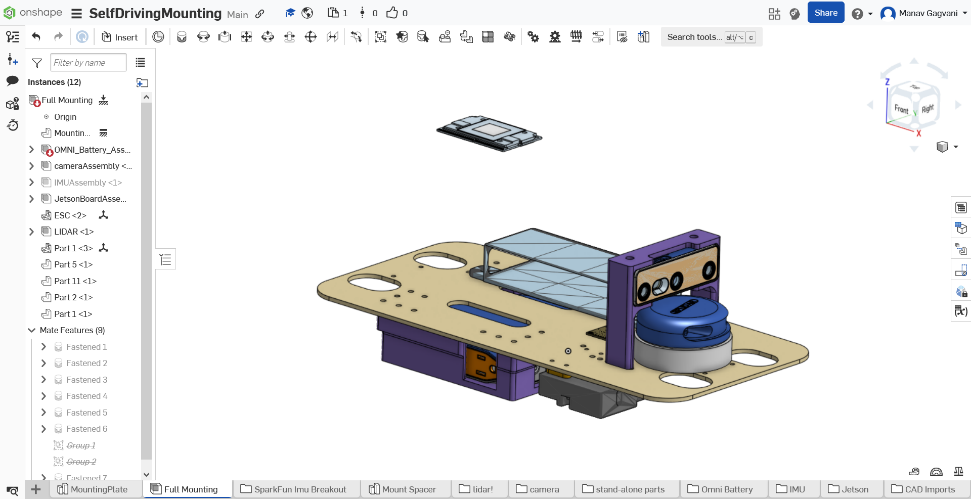 onshape SelfDrivingMounting Main 1 0 0 Share Manav Gagvani
Insert Search tools... alt/⌥ c
Filter by name
Instances (12)
Full Mounting
Origin
Mountin...
OMNI_Battery_Ass...
cameraAssembly <...
IMUAssembly <1>
JetsonBoardAsse...
ESC <2>
LIDAR <1>
Part 1 <3>
Part 5 <1>
Part 11 <1>
Part 2 <1>
Part 1 <1>
Mate Features (9)
Fastened 1
Fastened 2
Fastened 3
Fastened 4
Fastened 5
Fastened 6
Group 1
Group 2
Fastened 7
Z
Top
Front
Right
Y
X
MountingPlate Full Mounting SparkFun Imu Breakout Mount Spacer lidar! camera stand-alone parts Omni Battery IMU Jetson CAD Imports